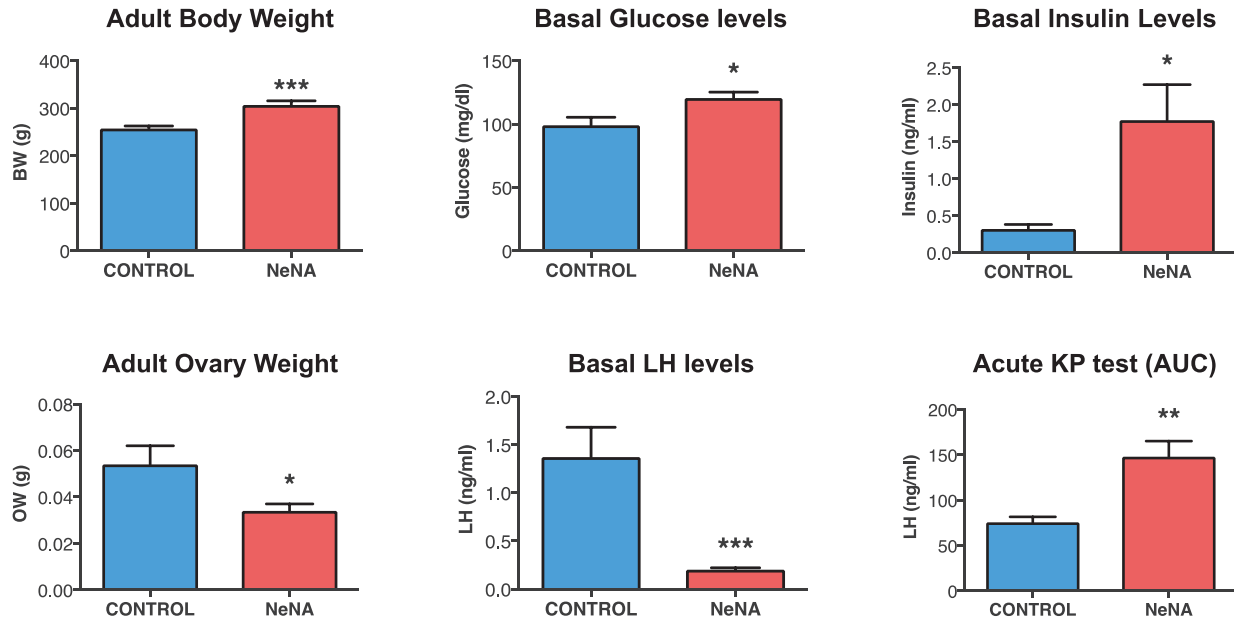 Adult Body Weight
***
400
300
200
100
0
BW (g)
CONTROL
NeNA
Basal Glucose levels
*
150
100
50
0
Glucose (mg/dl)
CONTROL
NeNA
Basal Insulin Levels
*
2.5
2.0
1.5
1.0
0.5
0.0
Insulin (ng/ml)
CONTROL
NeNA
Adult Ovary Weight
*
0.08
0.06
0.04
0.02
0.00
OW (g)
CONTROL
NeNA
Basal LH levels
***
2.0
1.5
1.0
0.5
0.0
LH (ng/ml)
CONTROL
NeNA
Acute KP test (AUC)
**
200
150
100
50
0
LH (ng/ml)
CONTROL
NeNA